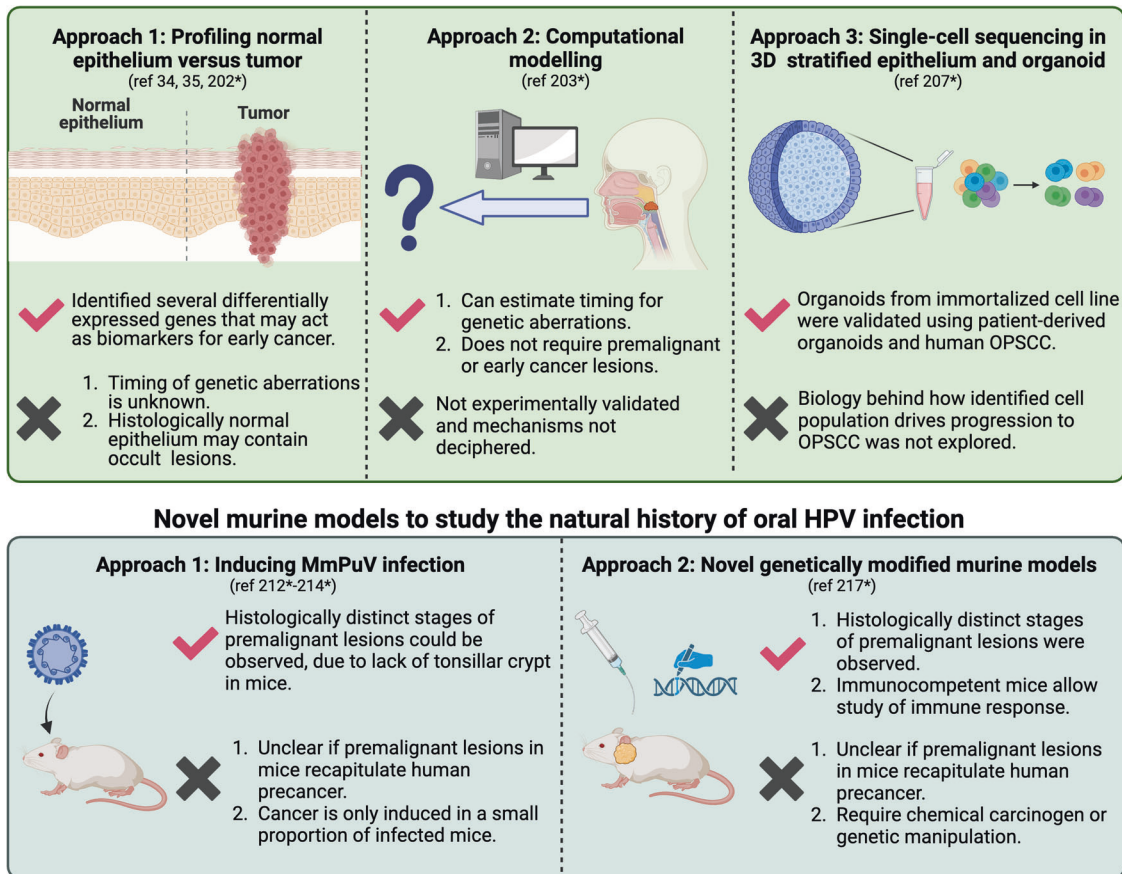 Approach 1: Profiling normal
epithelium versus tumor
(ref 34, 35, 202*)
Normal
epithelium
Tumor
Identified several differentially
expressed genes that may act
as biomarkers for early cancer.
1. Timing of genetic aberrations
is unknown.
2. Histologically normal
epithelium may contain
occult lesions.
Approach 2: Computational
modelling
(ref 203*)
?
1. Can estimate timing for
genetic aberrations.
2. Does not require premalignant
or early cancer lesions.
Not experimentally validated
and mechanisms not
deciphered.
Approach 3: Single-cell sequencing in
3D stratified epithelium and organoid
(ref 207*)
Organoids from immortalized cell line
were validated using patient-derived
organoids and human OPSCC.
Biology behind how identified cell
population drives progression to
OPSCC was not explored.
Novel murine models to study the natural history of oral HPV infection
Approach 1: Inducing MmPuV infection
(ref 212*-214*)
Histologically distinct stages of
premalignant lesions could be
observed, due to lack of tonsillar crypt
in mice.
1. Unclear if premalignant lesions in
mice recapitulate human
precancer.
2. Cancer is only induced in a small
proportion of infected mice.
Approach 2: Novel genetically modified murine models
(ref 217*)
1. Histologically distinct stages
of premalignant lesions were
observed.
2. Immunocompetent mice allow
study of immune response.
1. Unclear if premalignant lesions
in mice recapitulate human
precancer.
2. Require chemical carcinogen or
genetic manipulation.